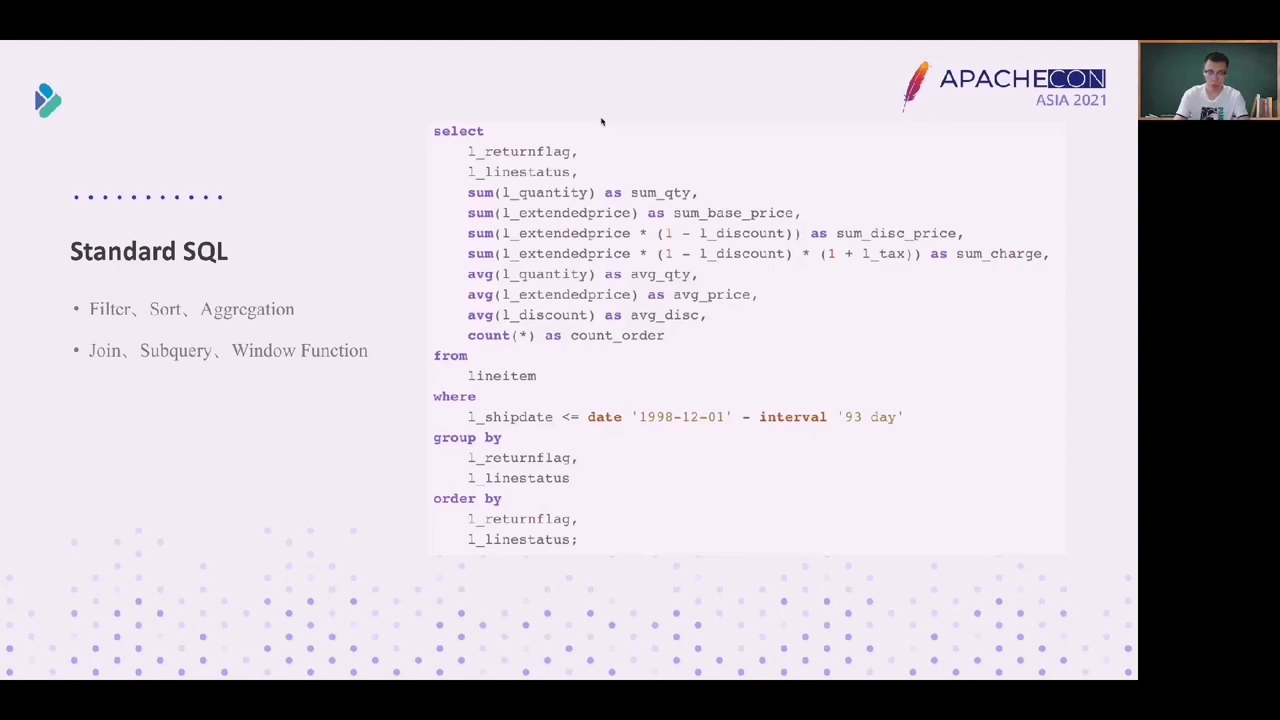 APACHECON
ASIA 2021
Standard SQL
• Filter、Sort、Aggregation
• Join、Subquery、Window Function
select
l_returnflag,
l_linestatus,
sum(l_quantity) as sum_qty,
sum(l_extendedprice) as sum_base_price,
sum(l_extendedprice * (1 - l_discount)) as sum_disc_price,
sum(l_extendedprice * (1 - l_discount) * (1 + l_tax)) as sum_charge,
avg(l_quantity) as avg_qty,
avg(l_extendedprice) as avg_price,
avg(l_discount) as avg_disc,
count(*) as count_order
from
lineitem
where
l_shipdate <= date '1998-12-01' - interval '93 day'
group by
l_returnflag,
l_linestatus
order by
l_returnflag,
l_linestatus;